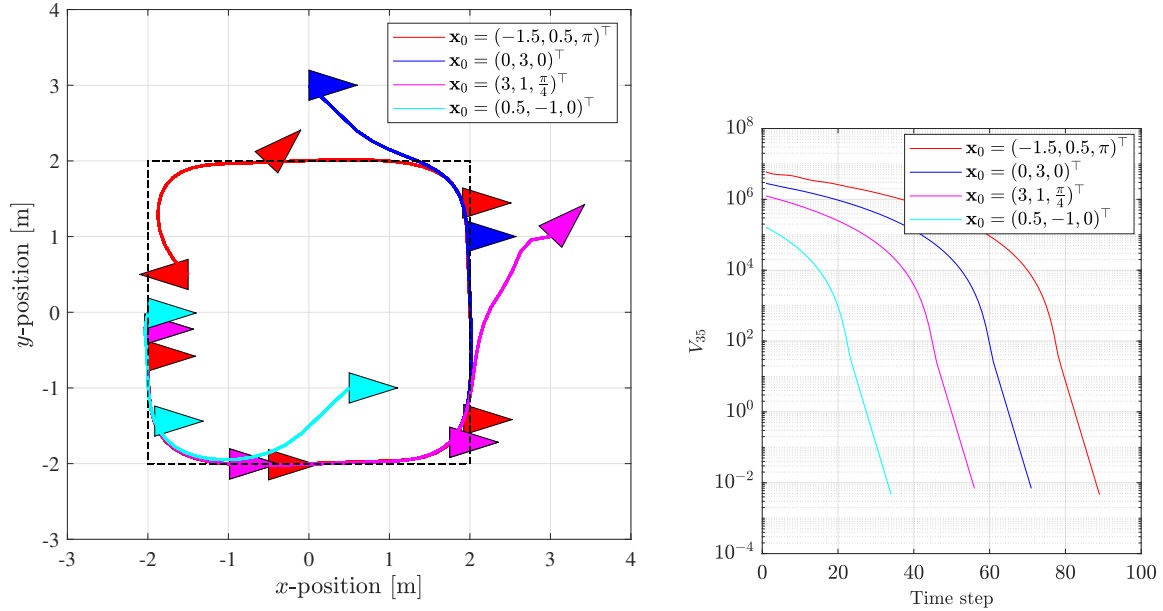 4
3
2
1
0
-1
-2
-3
-3
-2
-1
0
1
2
3
4
y-position [m]
x-position [m]
x₀ = (−1.5, 0.5, π)^⊤
x₀ = (0, 3, 0)^⊤
x₀ = (3, 1, π/4)^⊤
x₀ = (0.5, −1, 0)^⊤
10^8
10^6
10^4
10^2
10^0
10^−2
10^−4
0
20
40
60
80
100
V₃₅
Time step
x₀ = (−1.5, 0.5, π)^⊤
x₀ = (0, 3, 0)^⊤
x₀ = (3, 1, π/4)^⊤
x₀ = (0.5, −1, 0)^⊤